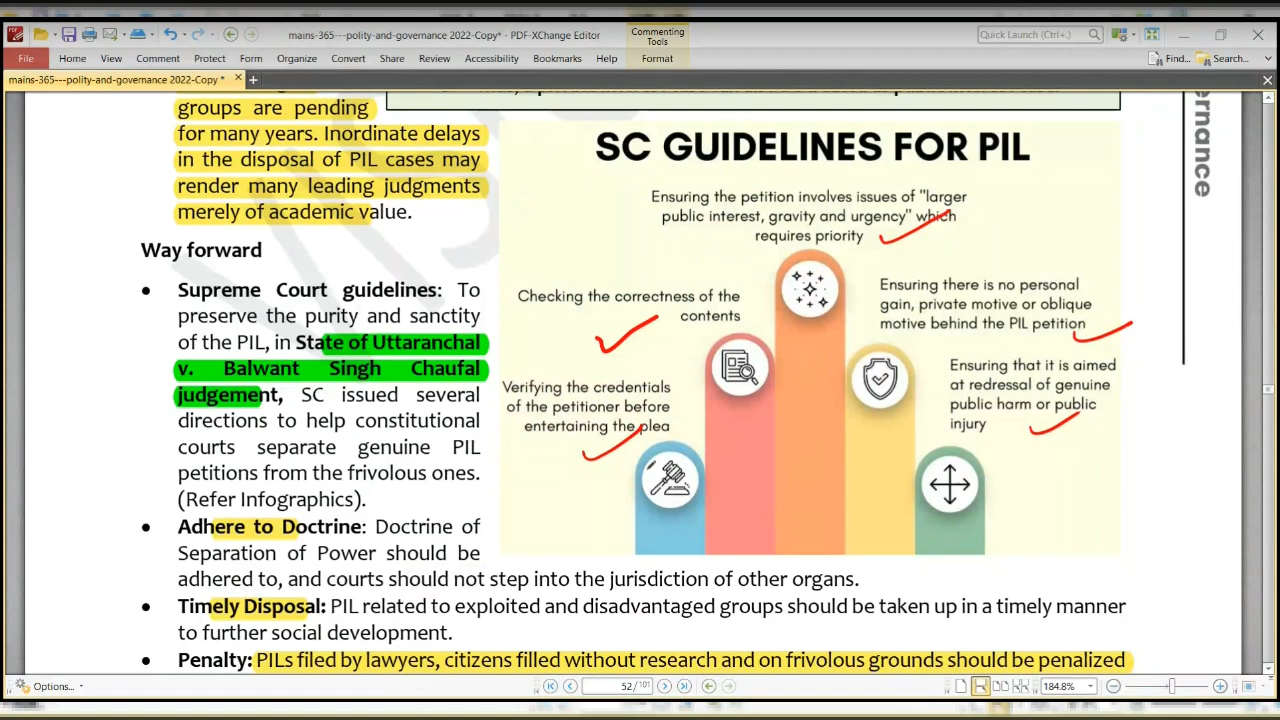 mains-365---polity-and-governance 2022-Copy* - PDF-XChange Editor
Commenting
Tools
Quick Launch (Ctrl+.)
File
Home
View
Comment
Protect
Form
Organize
Convert
Share
Review
Accessibility
Bookmarks
Help
Format
Find...
Search...
mains-365---polity-and-governance 2022-Copy *
groups are pending
for many years. Inordinate delays
in the disposal of PIL cases may
render many leading judgments
merely of academic value.
Way forward
• Supreme Court guidelines: To
preserve the purity and sanctity
of the PIL, in State of Uttaranchal
v. Balwant Singh Chaufal
judgement, SC issued several
directions to help constitutional
courts separate genuine PIL
petitions from the frivolous ones.
(Refer Infographics).
• Adhere to Doctrine: Doctrine of
Separation of Power should be
adhered to, and courts should not step into the jurisdiction of other organs.
• Timely Disposal: PIL related to exploited and disadvantaged groups should be taken up in a timely manner
to further social development.
• Penalty: PILs filed by lawyers, citizens filled without research and on frivolous grounds should be penalized
SC GUIDELINES FOR PIL
Ensuring the petition involves issues of "larger
public interest, gravity and urgency" which
requires priority
Checking the correctness of the
contents
Ensuring there is no personal
gain, private motive or oblique
motive behind the PIL petition
Verifying the credentials
of the petitioner before
entertaining the plea
Ensuring that it is aimed
at redressal of genuine
public harm or public
injury
Options...
52 / 101
184.8%